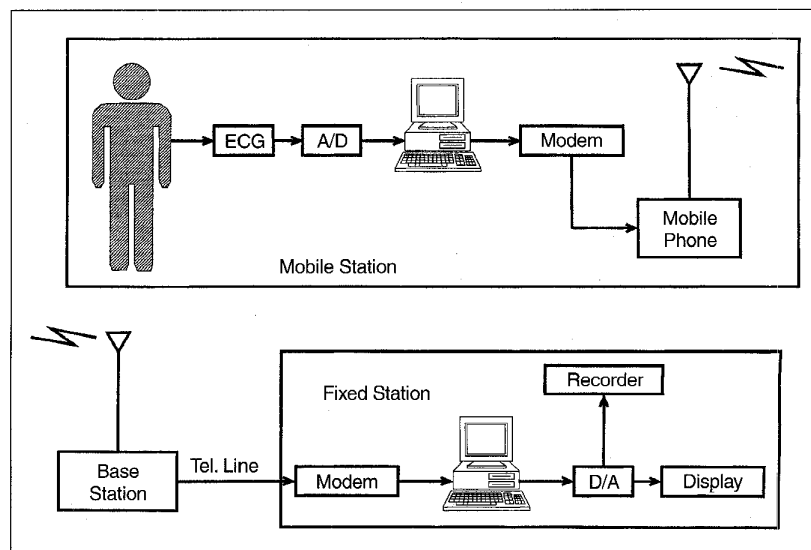 ECG
A/D
Modem
Mobile
Phone
Mobile Station
Fixed Station
Recorder
Base
Station
Tel. Line
Modem
D/A
Display